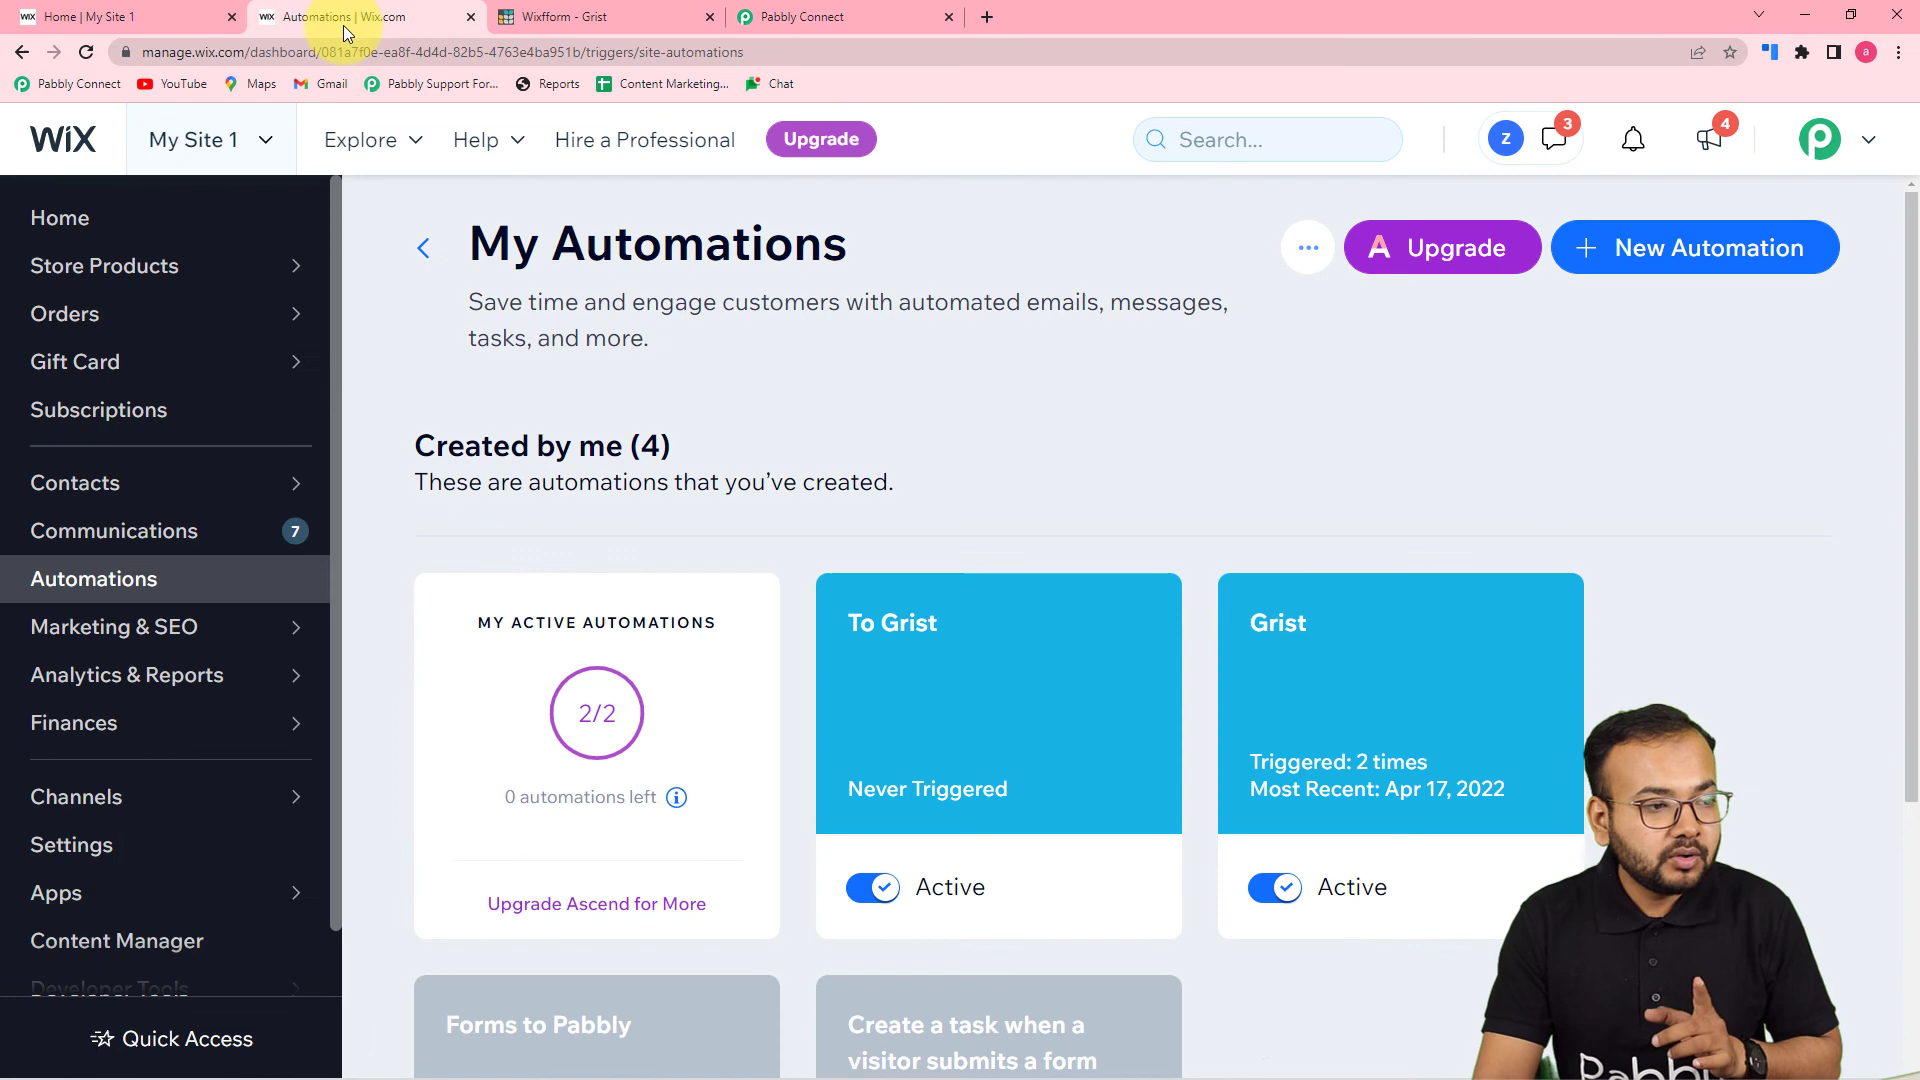 Home | My Site 1
Automations | Wix.com
Wixfform - Grist
Pabbly Connect
manage.wix.com/dashboard/081a7f0e-ea8f-4d4d-82b5-4763e4ba951b/triggers/site-automations
a
Pabbly Connect
YouTube
Maps
Gmail
Pabbly Support For...
Reports
Content Marketing...
Chat
WIX
My Site 1
Explore
Help
Hire a Professional
Upgrade
Search...
Z
3
4
Home
Store Products
Orders
Gift Card
Subscriptions
Contacts
Communications 7
Automations
Marketing & SEO
Analytics & Reports
Finances
Channels
Settings
Apps
Content Manager
Developer Tools
Quick Access
My Automations
Upgrade
+ New Automation
Save time and engage customers with automated emails, messages,
tasks, and more.
Created by me (4)
These are automations that you've created.
MY ACTIVE AUTOMATIONS
2/2
0 automations left
Upgrade Ascend for More
To Grist
Never Triggered
Active
Grist
Triggered: 2 times
Most Recent: Apr 17, 2022
Active
Forms to Pabbly
Create a task when a
visitor submits a form
Pabbly